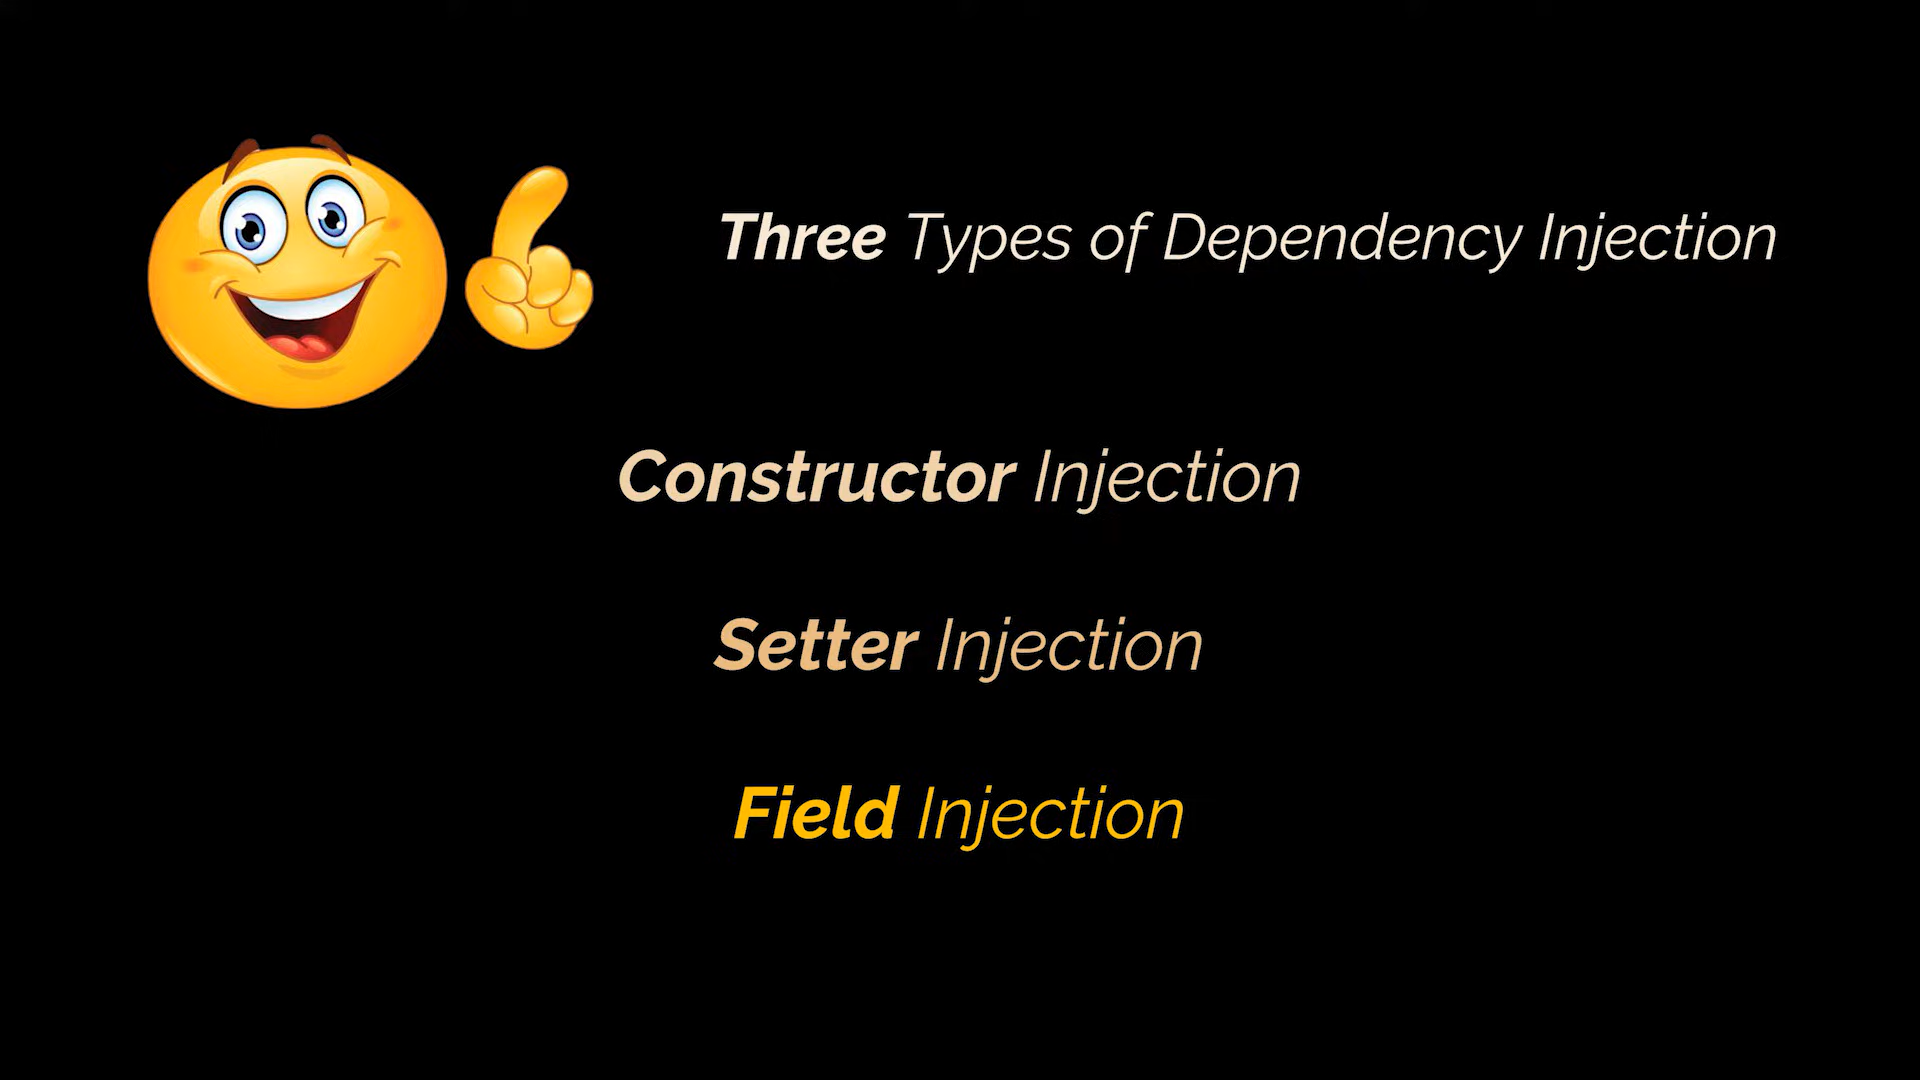 Three Types of Dependency Injection
Constructor Injection
Setter Injection
Field Injection